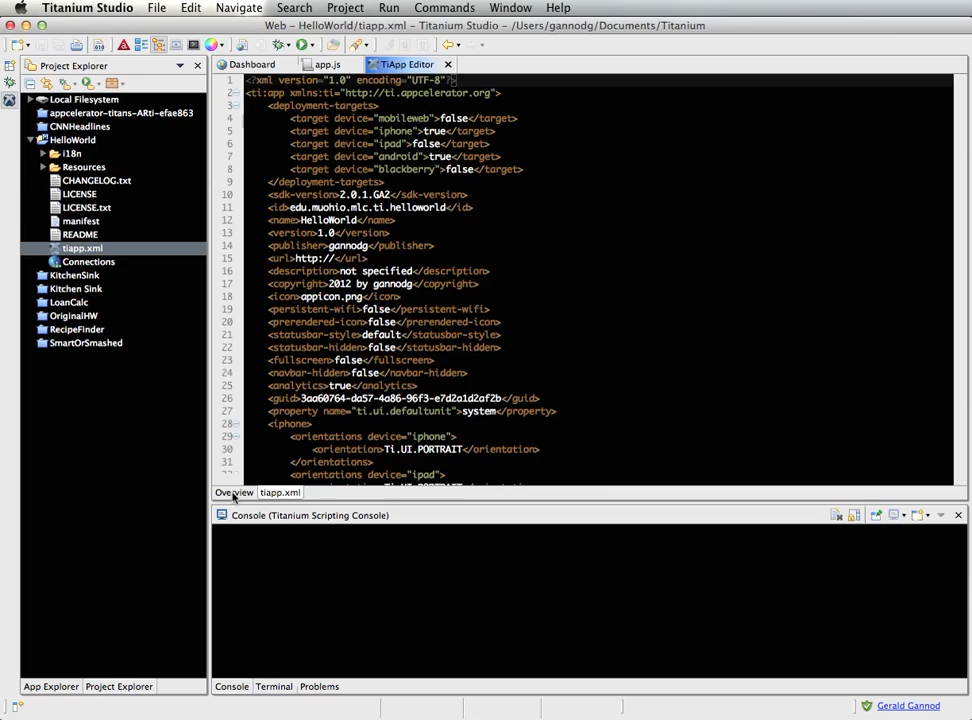 Titanium Studio File Edit Navigate Search Project Run Commands Window Help
Web – HelloWorld/tiapp.xml – Titanium Studio – /Users/gannodg/Documents/Titanium
Project Explorer
Dashboard app.js TiApp Editor
Local Filesystem
appcelerator-titans-ARti-efae863
CNNHeadlines
HelloWorld
i18n
Resources
CHANGELOG.txt
LICENSE
LICENSE.txt
manifest
README
tiapp.xml
Connections
KitchenSink
Kitchen Sink
LoanCalc
OriginalHW
RecipeFinder
SmartOrSmashed
1 <?xml version="1.0" encoding="UTF-8"?>
2 <ti:app xmlns:ti="http://ti.appcelerator.org">
3 <deployment-targets>
4 <target device="mobileweb">false</target>
5 <target device="iphone">true</target>
6 <target device="ipad">false</target>
7 <target device="android">true</target>
8 <target device="blackberry">false</target>
9 </deployment-targets>
10 <sdk-version>2.0.1.GA2</sdk-version>
11 <id>edu.muohio.mlc.ti.helloworld</id>
12 <name>HelloWorld</name>
13 <version>1.0</version>
14 <publisher>gannodg</publisher>
15 <url>http://</url>
16 <description>not specified</description>
17 <copyright>2012 by gannodg</copyright>
18 <icon>appicon.png</icon>
19 <persistent-wifi>false</persistent-wifi>
20 <prerendered-icon>false</prerendered-icon>
21 <statusbar-style>default</statusbar-style>
22 <statusbar-hidden>false</statusbar-hidden>
23 <fullscreen>false</fullscreen>
24 <navbar-hidden>false</navbar-hidden>
25 <analytics>true</analytics>
26 <guid>3aa60764-da57-4a86-96f3-e7d2a1d2af2b</guid>
27 <property name="ti.ui.defaultunit">system</property>
28 <iphone>
29 <orientations device="iphone">
30 <orientation>Ti.UI.PORTRAIT</orientation>
31 </orientations>
<orientations device="ipad">
Overview tiapp.xml
Console (Titanium Scripting Console)
App Explorer Project Explorer
Console Terminal Problems
Gerald Gannod